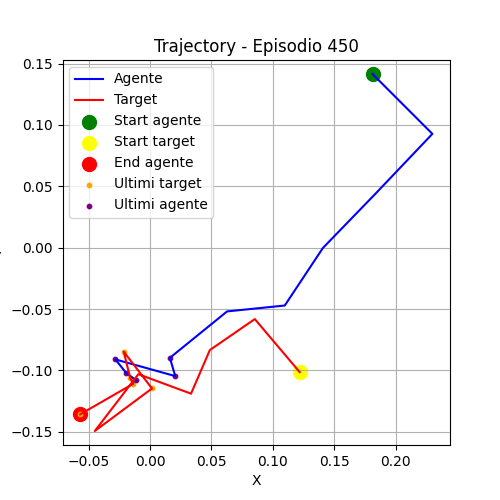 Trajectory - Episodio 450
Agente
Target
Start agente
Start target
End agente
Ultimi target
Ultimi agente
0.15
0.10
0.05
0.00
−0.05
−0.10
−0.15
−0.05
0.00
0.05
0.10
0.15
0.20
X